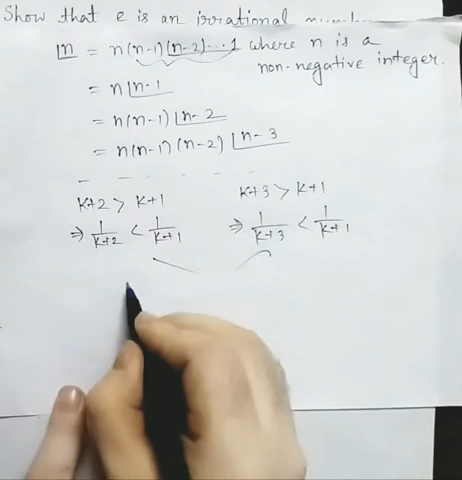 Show that e is an irrational
⌊n = n(n-1)(n-2)...1 where n is a
non-negative integer.
= n⌊n-1
= n(n-1)⌊n-2
= n(n-1)(n-2)⌊n-3
k+2 > k+1
k+3 > k+1
⇒ 1/(k+2) < 1/(k+1)
⇒ 1/(k+3) < 1/(k+1)